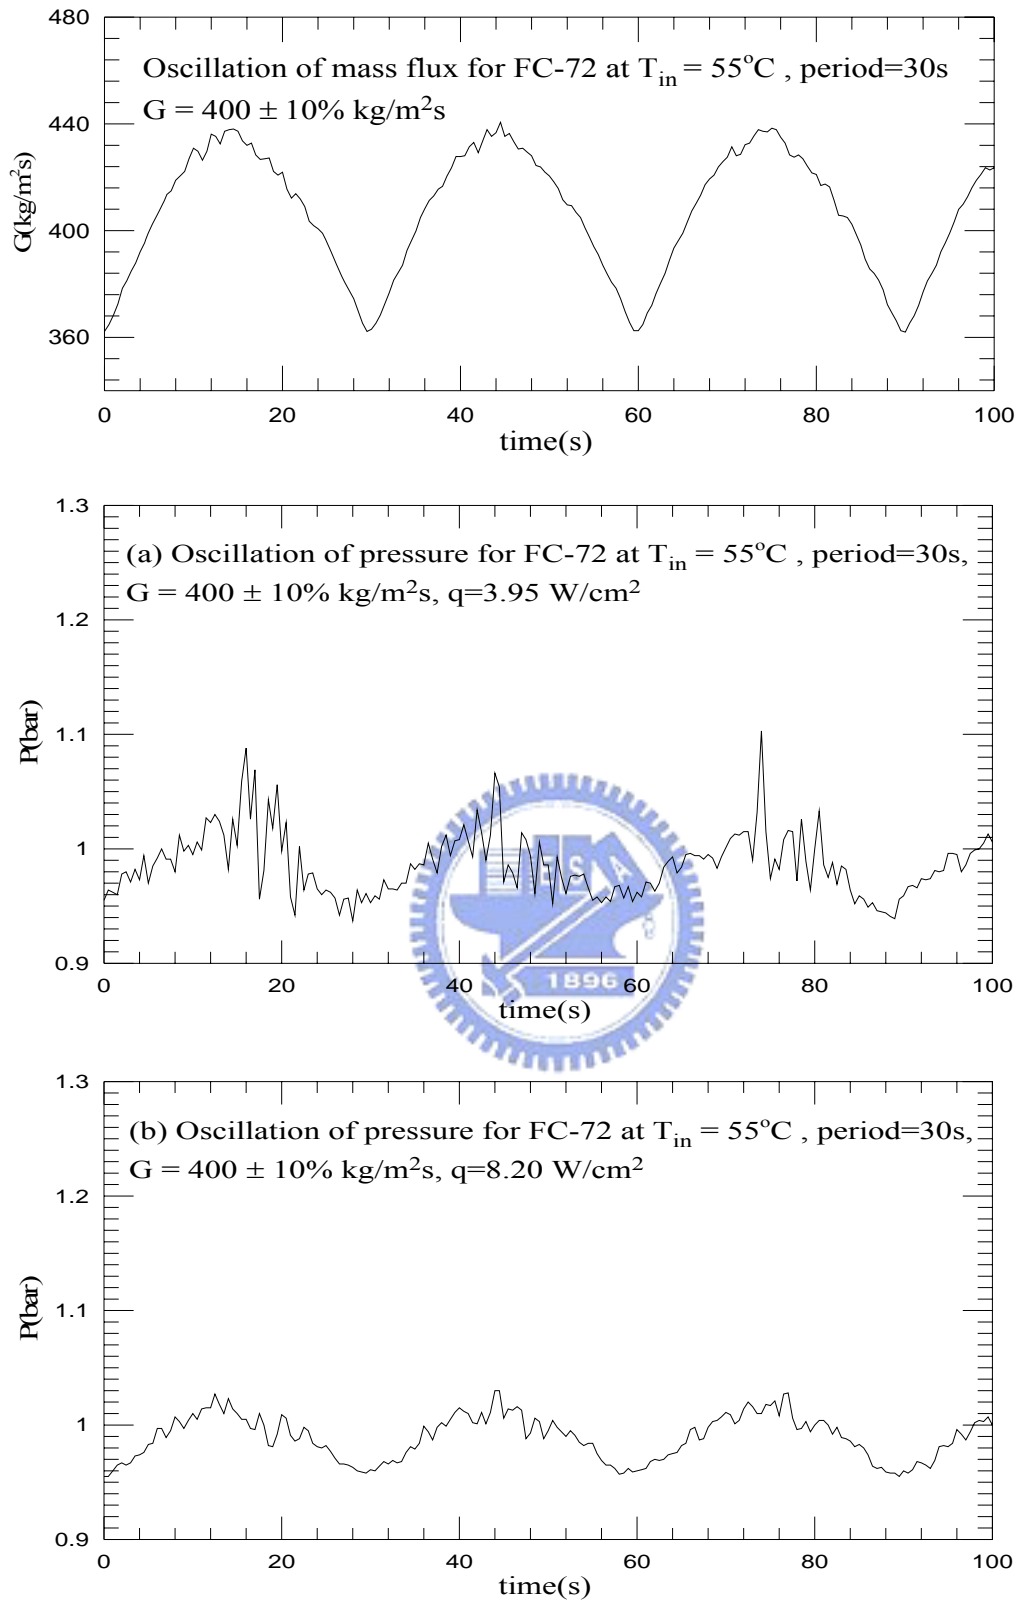 480
Oscillation of mass flux for FC-72 at Tin = 55°C , period=30s
G = 400 ± 10% kg/m²s
440
G(kg/m²s)
400
360
0 20 40 60 80 100
time(s)
1.3
(a) Oscillation of pressure for FC-72 at Tin = 55°C , period=30s,
G = 400 ± 10% kg/m²s, q=3.95 W/cm²
1.2
P(bar)
1.1
1
0.9
E S A
1896
0 20 40 60 80 100
time(s)
1.3
(b) Oscillation of pressure for FC-72 at Tin = 55°C , period=30s,
G = 400 ± 10% kg/m²s, q=8.20 W/cm²
1.2
P(bar)
1.1
1
0.9
0 20 40 60 80 100
time(s)